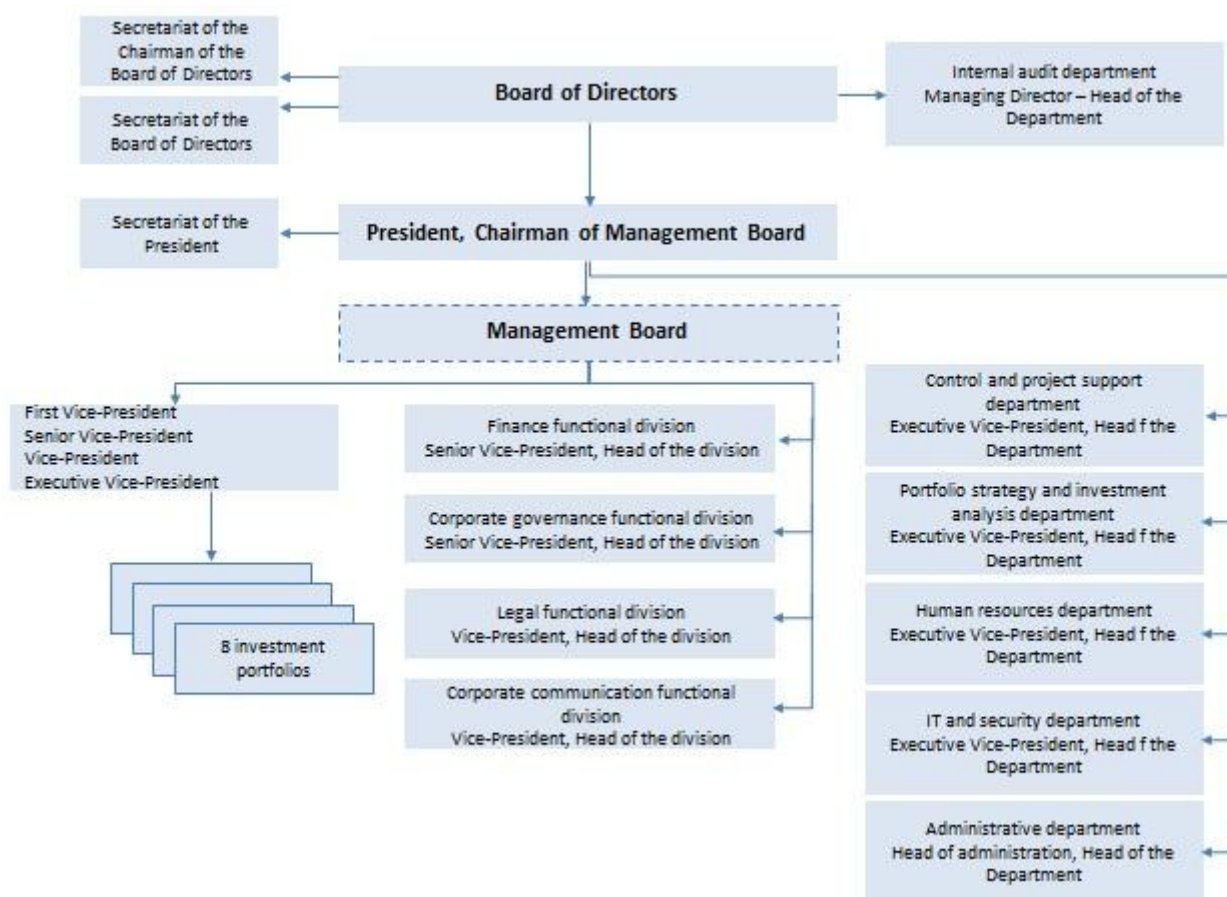 Secretariat of the
Chairman of the
Board of Directors
Secretariat of the
Board of Directors
Board of Directors
Internal audit department
Managing Director – Head of the
Department
Secretariat of the
President
President, Chairman of Management Board
Management Board
First Vice-President
Senior Vice-President
Vice-President
Executive Vice-President
8 investment
portfolios
Finance functional division
Senior Vice-President, Head of the division
Corporate governance functional division
Senior Vice-President, Head of the division
Legal functional division
Vice-President, Head of the division
Corporate communication functional
division
Vice-President, Head of the division
Control and project support
department
Executive Vice-President, Head f the
Department
Portfolio strategy and investment
analysis department
Executive Vice-President, Head f the
Department
Human resources department
Executive Vice-President, Head f the
Department
IT and security department
Executive Vice-President, Head f the
Department
Administrative department
Head of administration, Head of the
Department